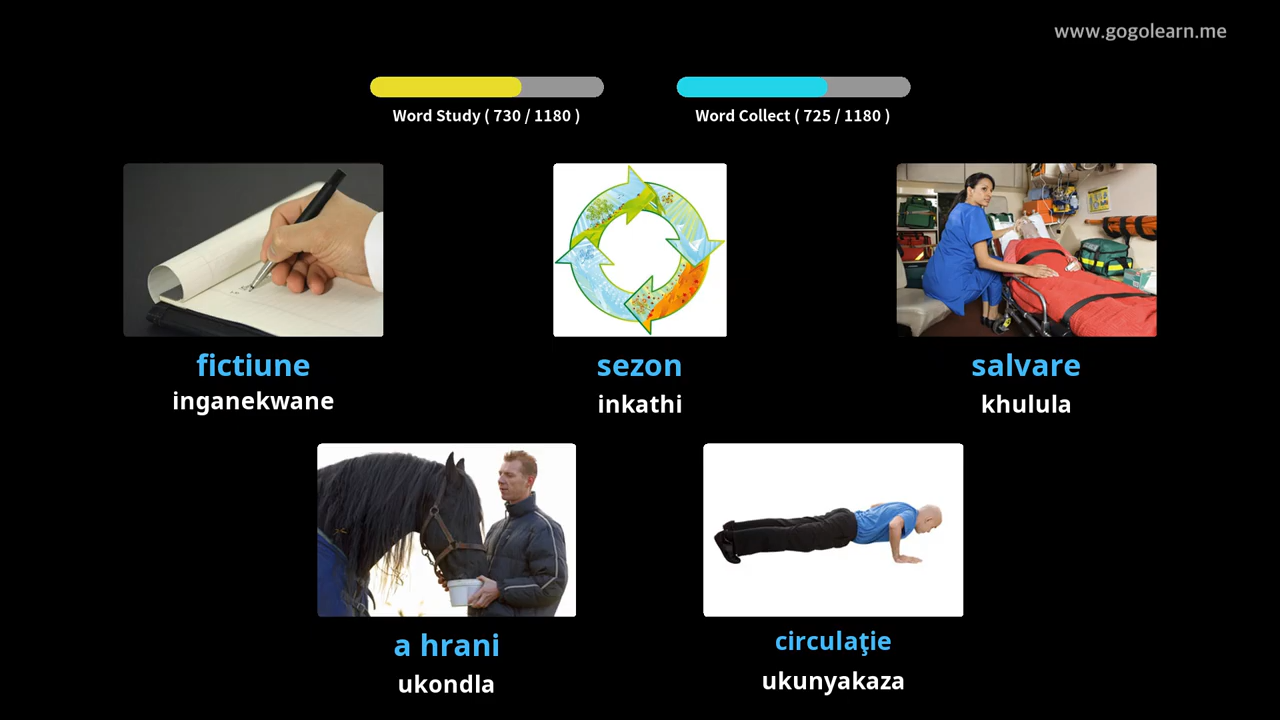 www.gogolearn.me
Word Study ( 730 / 1180 )
Word Collect ( 725 / 1180 )
fictiune
inganekwane
sezon
inkathi
salvare
khulula
a hrani
ukondla
circulaţie
ukunyakaza